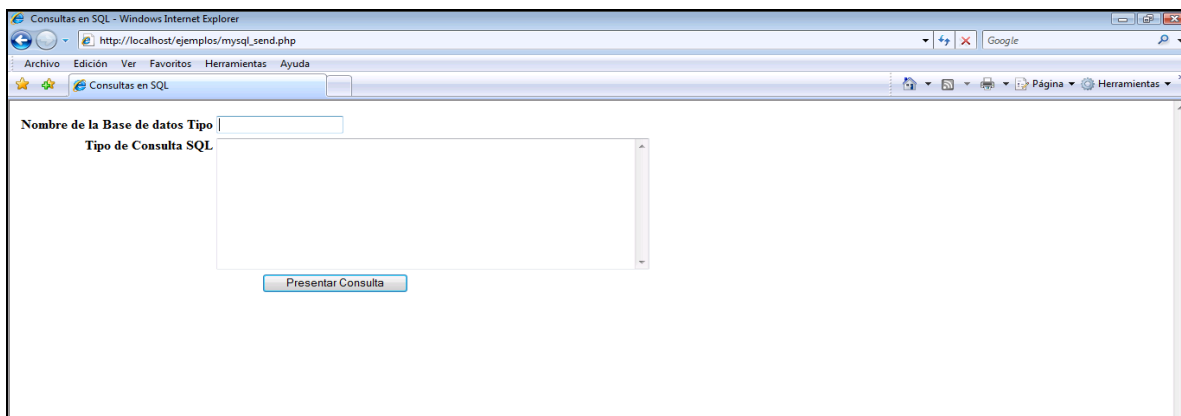 Consultas en SQL - Windows Internet Explorer
http://localhost/ejemplos/mysql_send.php
Google
Archivo Edición Ver Favoritos Herramientas Ayuda
Consultas en SQL
Página Herramientas
Nombre de la Base de datos Tipo
Tipo de Consulta SQL
Presentar Consulta